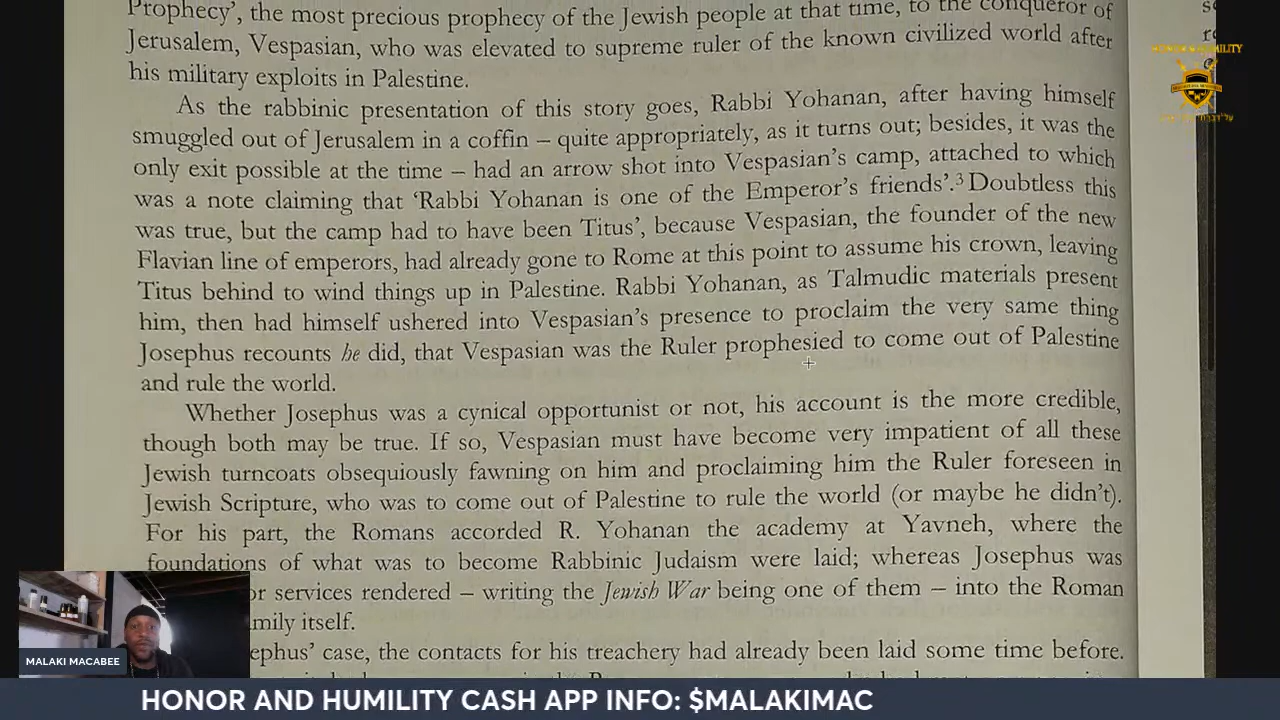 Prophecy', the most precious prophecy of the Jewish people at that time, to the conqueror of
Jerusalem, Vespasian, who was elevated to supreme ruler of the known civilized world after
his military exploits in Palestine.
As the rabbinic presentation of this story goes, Rabbi Yohanan, after having himself
smuggled out of Jerusalem in a coffin – quite appropriately, as it turns out; besides, it was the
only exit possible at the time – had an arrow shot into Vespasian's camp, attached to which
was a note claiming that 'Rabbi Yohanan is one of the Emperor's friends'.³ Doubtless this
was true, but the camp had to have been Titus', because Vespasian, the founder of the new
Flavian line of emperors, had already gone to Rome at this point to assume his crown, leaving
Titus behind to wind things up in Palestine. Rabbi Yohanan, as Talmudic materials present
him, then had himself ushered into Vespasian's presence to proclaim the very same thing
Josephus recounts he did, that Vespasian was the Ruler prophesied to come out of Palestine
and rule the world.
Whether Josephus was a cynical opportunist or not, his account is the more credible,
though both may be true. If so, Vespasian must have become very impatient of all these
Jewish turncoats obsequiously fawning on him and proclaiming him the Ruler foreseen in
Jewish Scripture, who was to come out of Palestine to rule the world (or maybe he didn't).
For his part, the Romans accorded R. Yohanan the academy at Yavneh, where the
foundations of what was to become Rabbinic Judaism were laid; whereas Josephus was
or services rendered – writing the Jewish War being one of them – into the Roman
mily itself.
ephus' case, the contacts for his treachery had already been laid some time before.
HONOR & HUMILITY
MALAKI MACABEE
HONOR AND HUMILITY CASH APP INFO: $MALAKIMAC